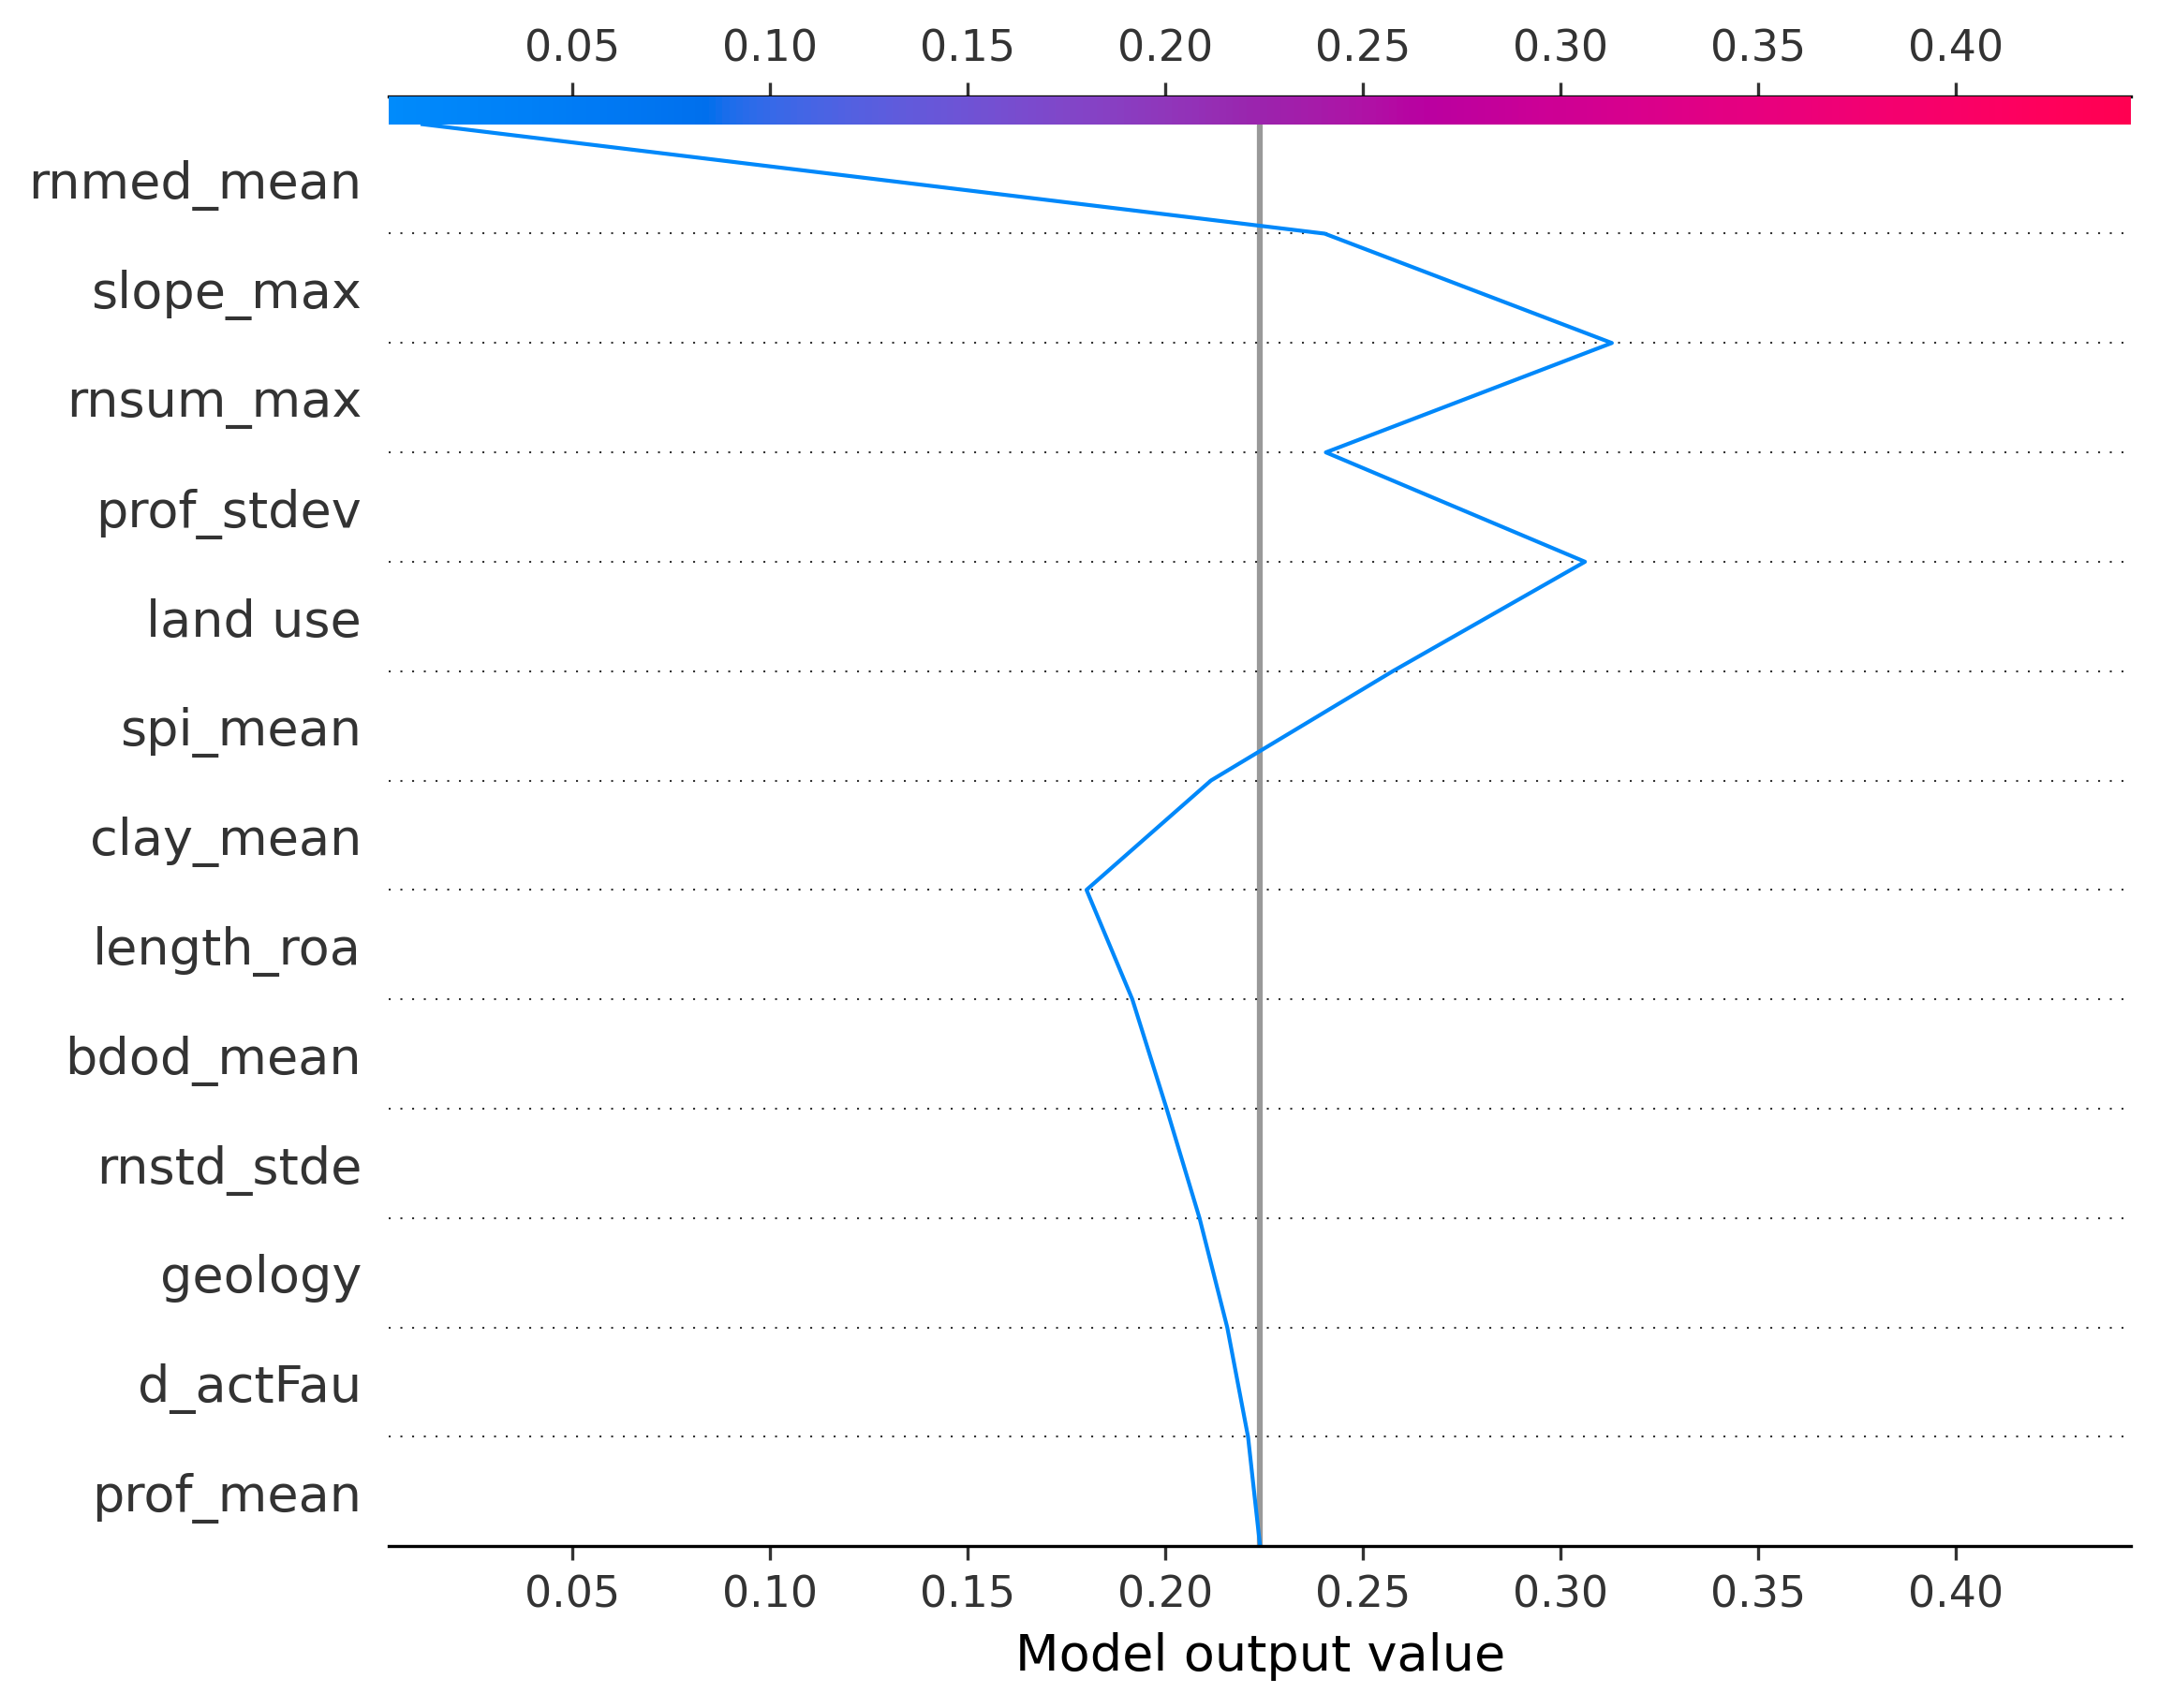 0.05 0.10 0.15 0.20 0.25 0.30 0.35 0.40
rnmed_mean
slope_max
rnsum_max
prof_stdev
land use
spi_mean
clay_mean
length_roa
bdod_mean
rnstd_stde
geology
d_actFau
prof_mean
0.05 0.10 0.15 0.20 0.25 0.30 0.35 0.40
Model output value